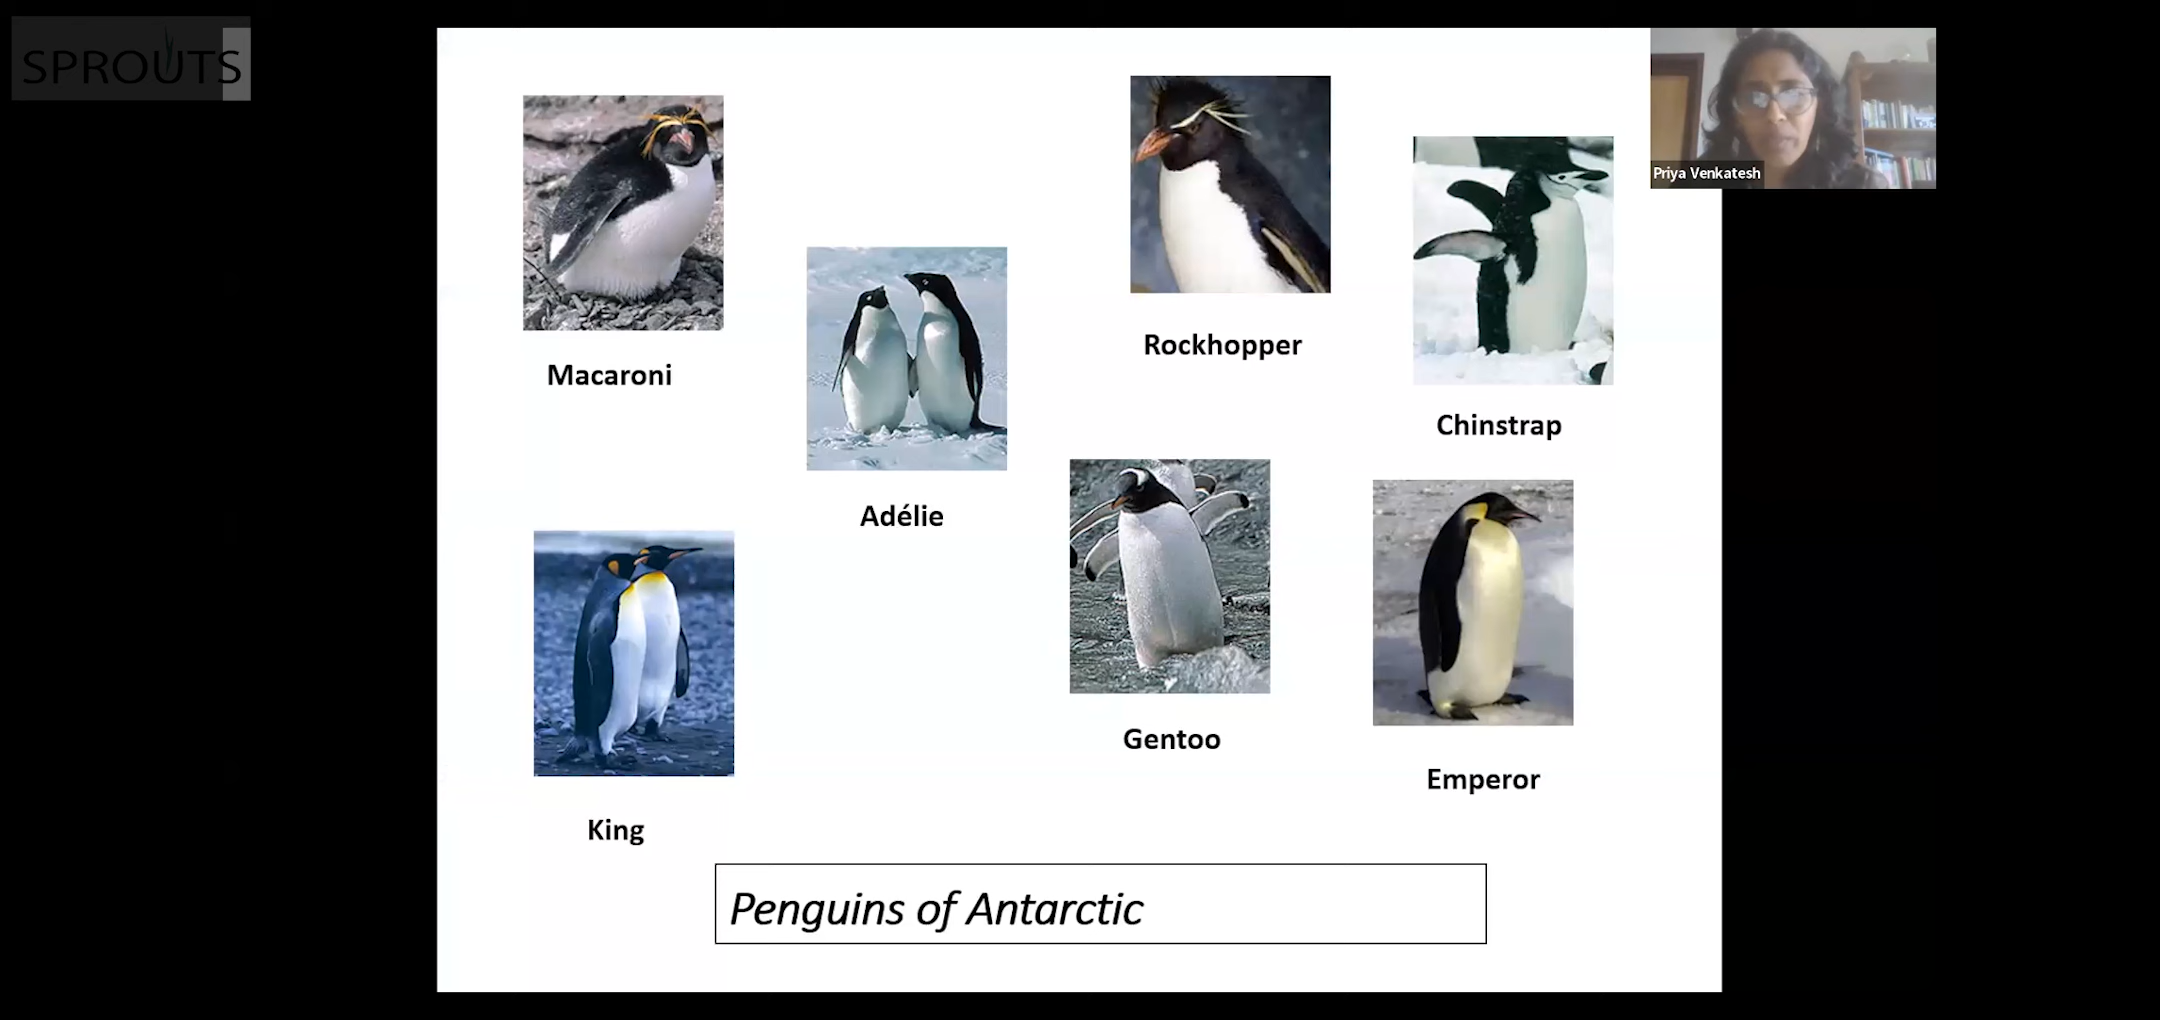 SPROUTS
Priya Venkatesh
Macaroni
Adélie
Rockhopper
Chinstrap
King
Gentoo
Emperor
Penguins of Antarctic